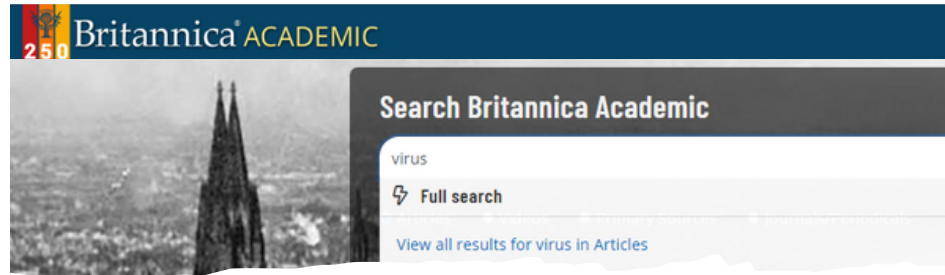 250 Britannica® ACADEMIC
Search Britannica Academic
virus
Full search
View all results for virus in Articles